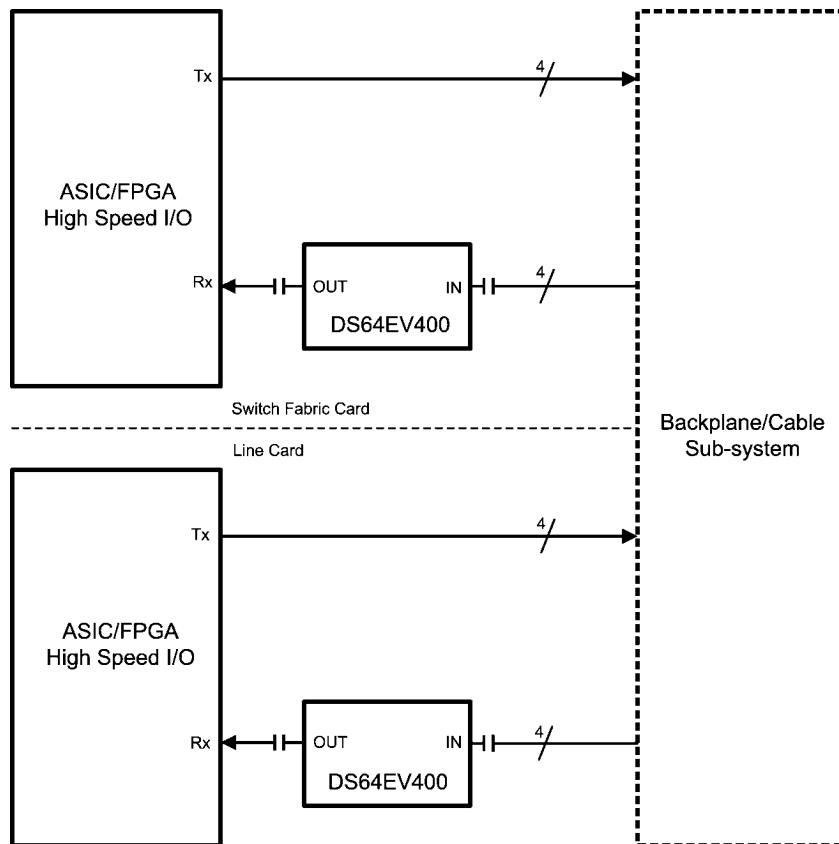 Tx
4
ASIC/FPGA
High Speed I/O
Rx
OUT
IN
4
DS64EV400
Switch Fabric Card
Line Card
Backplane/Cable
Sub-system
Tx
4
ASIC/FPGA
High Speed I/O
Rx
OUT
IN
4
DS64EV400